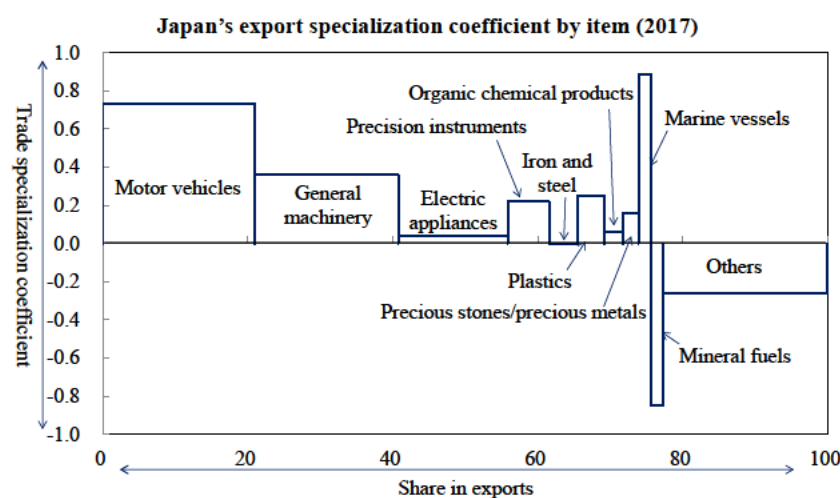 Japan's export specialization coefficient by item (2017)
1.0
0.8
0.6
0.4
0.2
0.0
-0.2
-0.4
-0.6
-0.8
-1.0
Trade specialization coefficient
Motor vehicles
General
machinery
Electric
appliances
Precision instruments
Organic chemical products
Iron and
steel
Marine vessels
Plastics
Precious stones/precious metals
Others
Mineral fuels
0
20
40
60
80
100
Share in exports